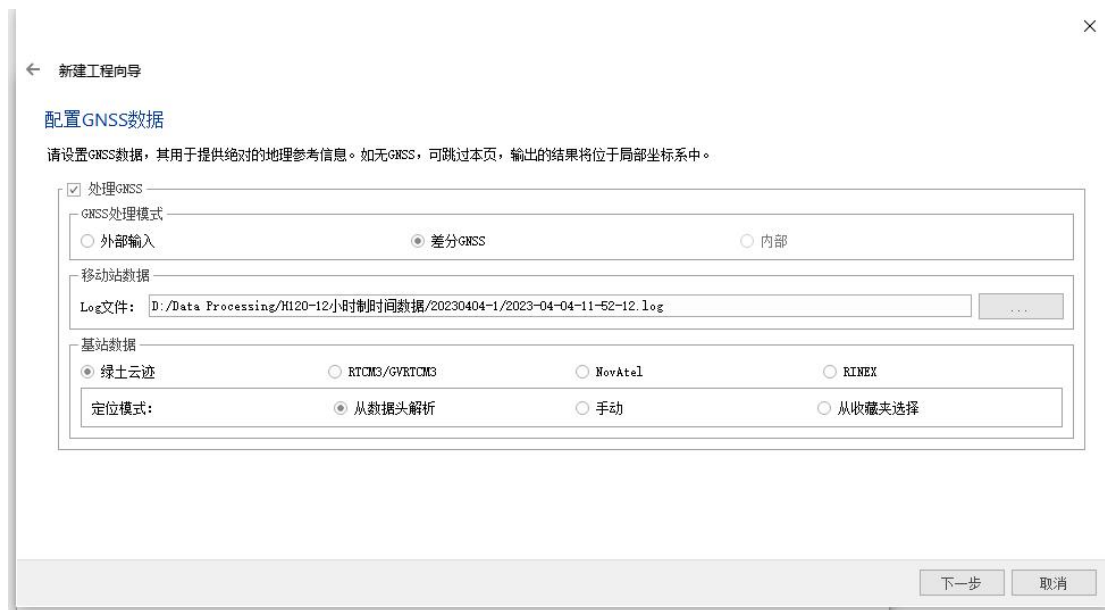 新建工程向导
配置GNSS数据
请设置GNSS数据，其用于提供绝对的地理参考信息。如无GNSS，可跳过本页，输出的结果将位于局部坐标系中。
处理GNSS
GNSS处理模式
外部输入 差分GNSS 内部
移动站数据
Log文件： D:/Data Processing/H120-12小时制时间数据/20230404-1/2023-04-04-11-52-12.log ...
基站数据
绿土云迹 RTCM3/GVRTCM3 NovAtel RINEX
定位模式： 从数据头解析 手动 从收藏夹选择
下一步 取消